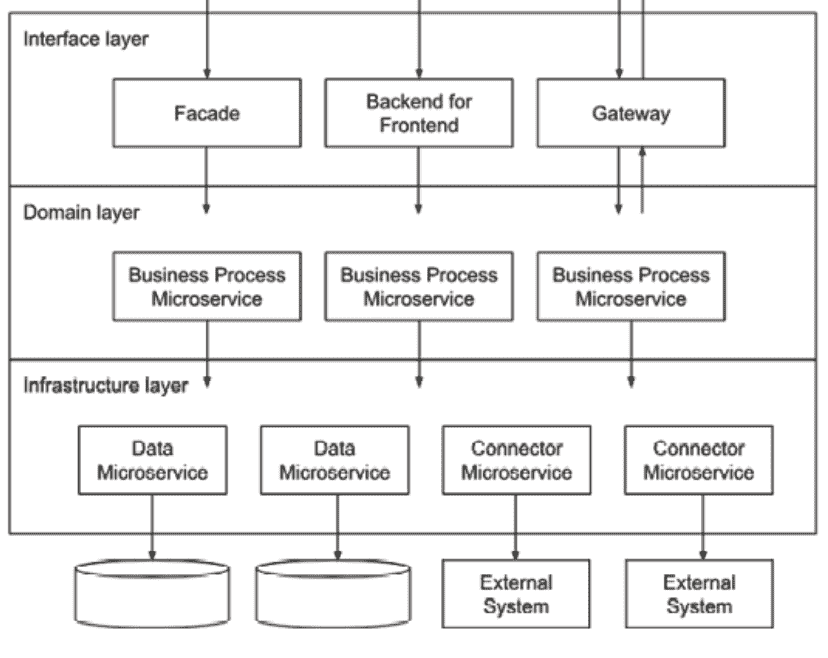 Interface layer
Facade
Backend for
Frontend
Gateway
Domain layer
Business Process
Microservice
Business Process
Microservice
Business Process
Microservice
Infrastructure layer
Data
Microservice
Data
Microservice
Connector
Microservice
Connector
Microservice
External
System
External
System